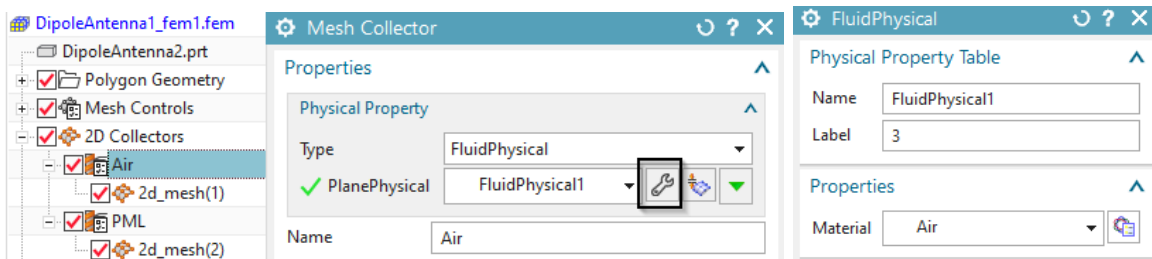 DipoleAntenna1_fem1.fem
DipoleAntenna2.prt
Polygon Geometry
Mesh Controls
2D Collectors
Air
2d_mesh(1)
PML
2d_mesh(2)
Mesh Collector
Properties
Physical Property
Type FluidPhysical
PlanePhysical FluidPhysical1
Name Air
FluidPhysical
Physical Property Table
Name FluidPhysical1
Label 3
Properties
Material Air